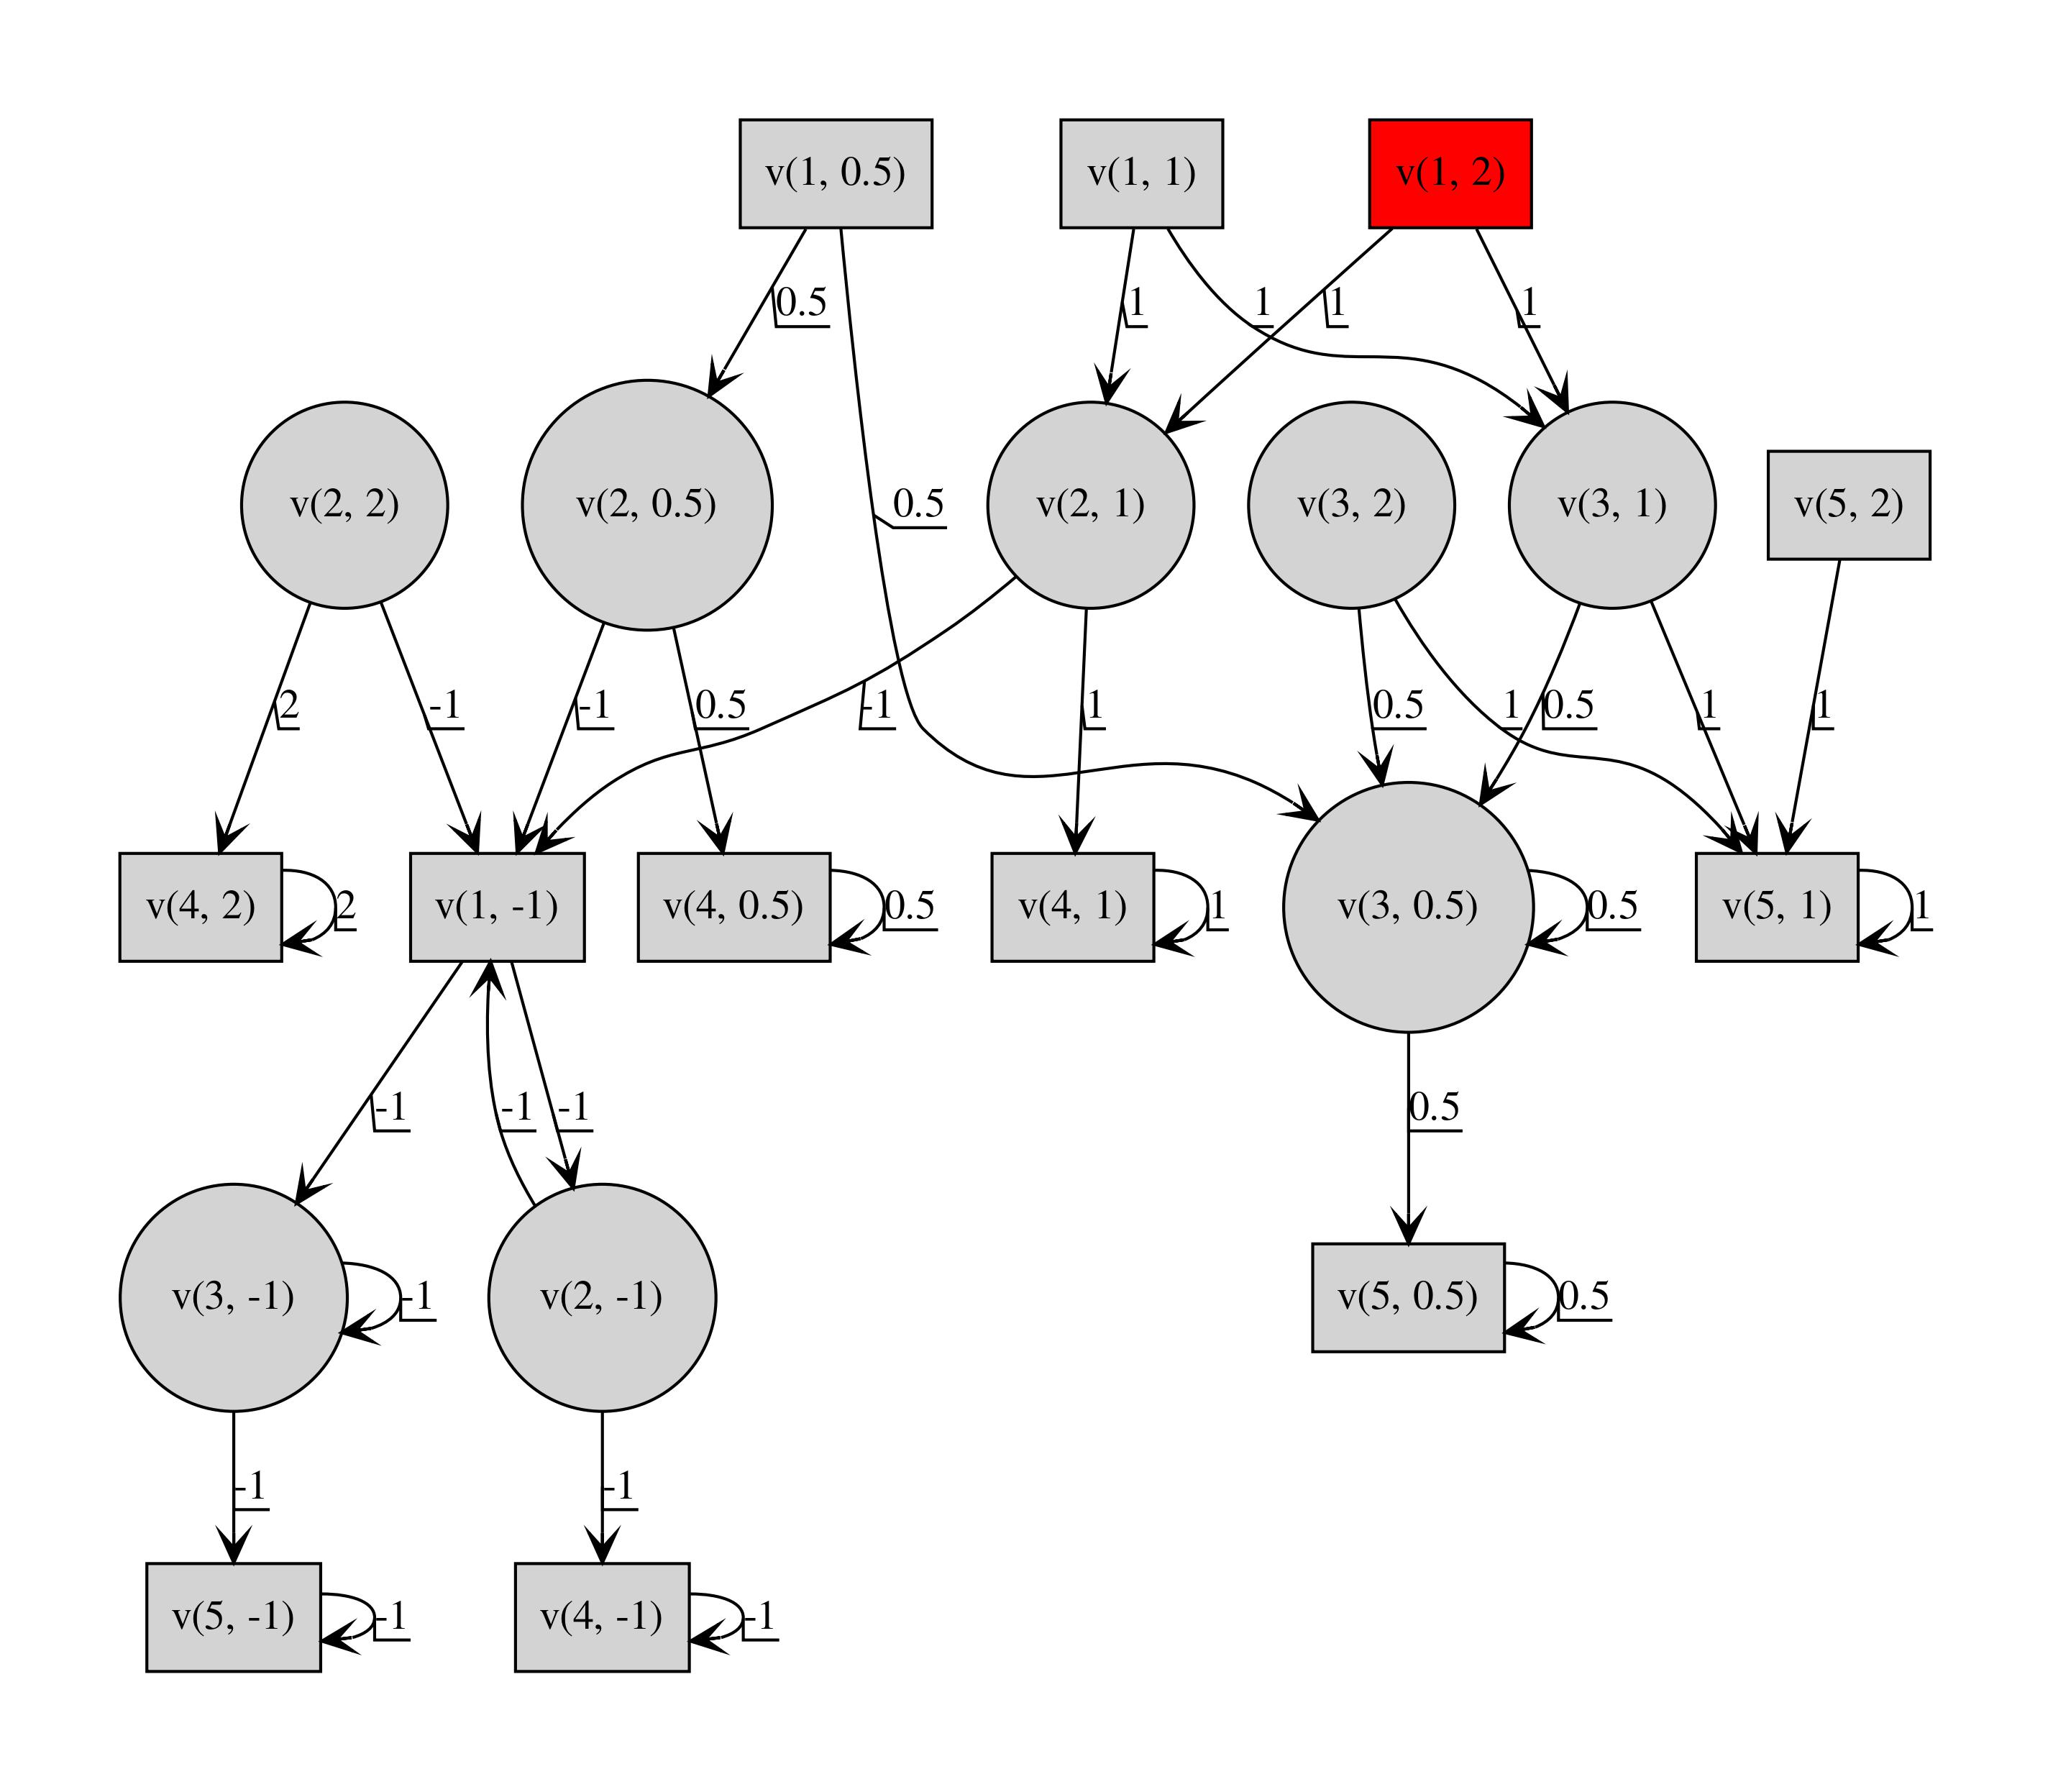 v(1, 0.5)
v(1, 1)
v(1, 2)
0.5
1
1
1
1
v(2, 2)
v(2, 0.5)
0.5
v(2, 1)
v(3, 2)
v(3, 1)
v(5, 2)
2
-1
-1
0.5
-1
1
0.5
1
0.5
1
1
v(4, 2)
2
v(1, -1)
v(4, 0.5)
0.5
v(4, 1)
1
v(3, 0.5)
0.5
v(5, 1)
1
-1
-1
-1
0.5
v(3, -1)
-1
v(2, -1)
v(5, 0.5)
0.5
-1
-1
v(5, -1)
-1
v(4, -1)
-1